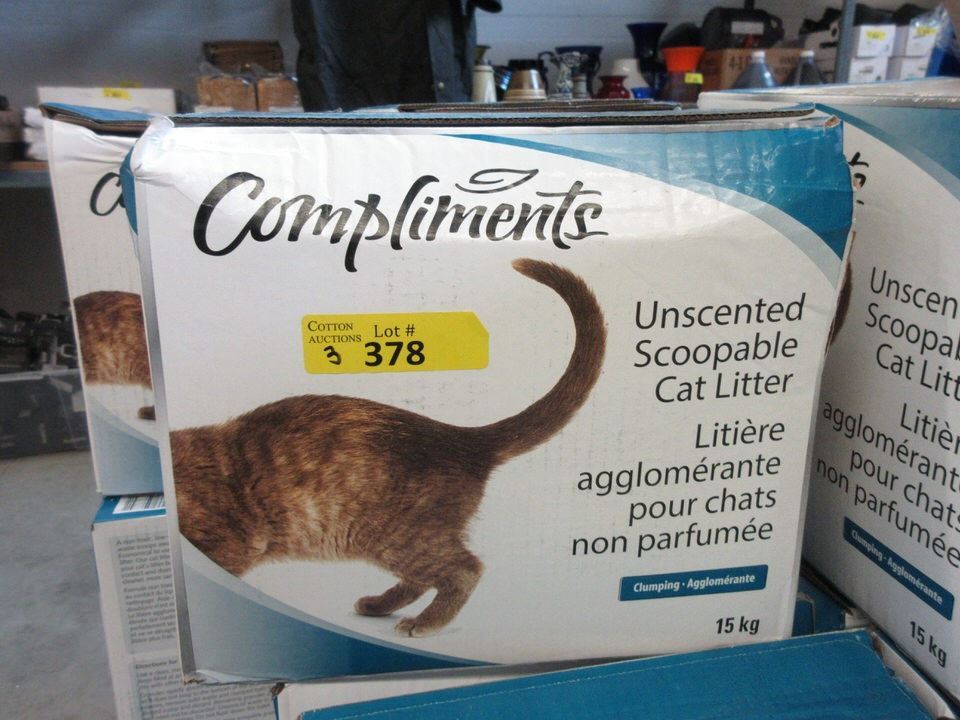 Compliments
COTTON AUCTIONS Lot #
3 378
Unscented
Scoopable
Cat Litter
Litière
agglomérante
pour chats
non parfumée
Clumping · Agglomérante
15 kg
Unscen
Scoopab
Cat Litt
Litièr
agglomérant
pour chats
non parfumée
Clumping · Agglomérante
15 kg